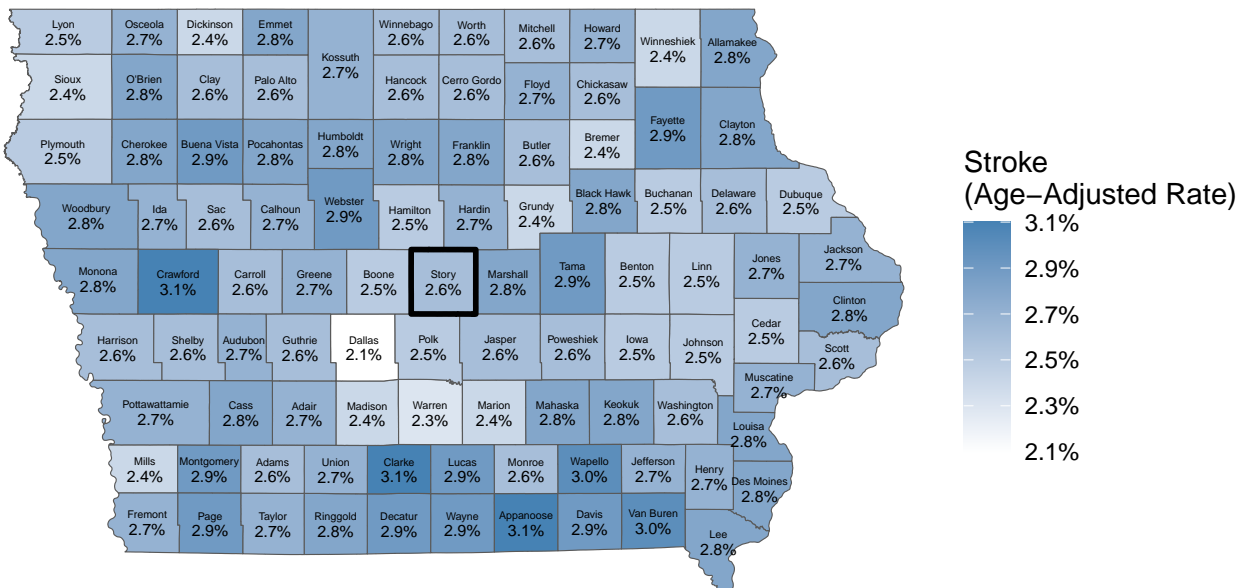 Lyon
2.5%
Osceola
2.7%
Dickinson
2.4%
Emmet
2.8%
Kossuth
2.7%
Winnebago
2.6%
Worth
2.6%
Mitchell
2.6%
Howard
2.7%
Winneshiek
2.4%
Allamakee
2.8%
Sioux
2.4%
O'Brien
2.8%
Clay
2.6%
Palo Alto
2.6%
Hancock
2.6%
Cerro Gordo
2.6%
Floyd
2.7%
Chickasaw
2.6%
Fayette
2.9%
Clayton
2.8%
Plymouth
2.5%
Cherokee
2.8%
Buena Vista
2.9%
Pocahontas
2.8%
Humboldt
2.8%
Wright
2.8%
Franklin
2.8%
Butler
2.6%
Bremer
2.4%
Woodbury
2.8%
Ida
2.7%
Sac
2.6%
Calhoun
2.7%
Webster
2.9%
Hamilton
2.5%
Hardin
2.7%
Grundy
2.4%
Black Hawk
2.8%
Buchanan
2.5%
Delaware
2.6%
Dubuque
2.5%
Monona
2.8%
Crawford
3.1%
Carroll
2.6%
Greene
2.7%
Boone
2.5%
Story
2.6%
Marshall
2.8%
Tama
2.9%
Benton
2.5%
Linn
2.5%
Jones
2.7%
Jackson
2.7%
Clinton
2.8%
Harrison
2.6%
Shelby
2.6%
Audubon
2.7%
Guthrie
2.6%
Dallas
2.1%
Polk
2.5%
Jasper
2.6%
Poweshiek
2.6%
Iowa
2.5%
Johnson
2.5%
Cedar
2.5%
Scott
2.6%
Muscatine
2.7%
Pottawattamie
2.7%
Cass
2.8%
Adair
2.7%
Madison
2.4%
Warren
2.3%
Marion
2.4%
Mahaska
2.8%
Keokuk
2.8%
Washington
2.6%
Louisa
2.8%
Mills
2.4%
Montgomery
2.9%
Adams
2.6%
Union
2.7%
Clarke
3.1%
Lucas
2.9%
Monroe
2.6%
Wapello
3.0%
Jefferson
2.7%
Henry
2.7%
Des Moines
2.8%
Fremont
2.7%
Page
2.9%
Taylor
2.7%
Ringgold
2.8%
Decatur
2.9%
Wayne
2.9%
Appanoose
3.1%
Davis
2.9%
Van Buren
3.0%
Lee
2.8%
Stroke
(Age−Adjusted Rate)
3.1%
2.9%
2.7%
2.5%
2.3%
2.1%